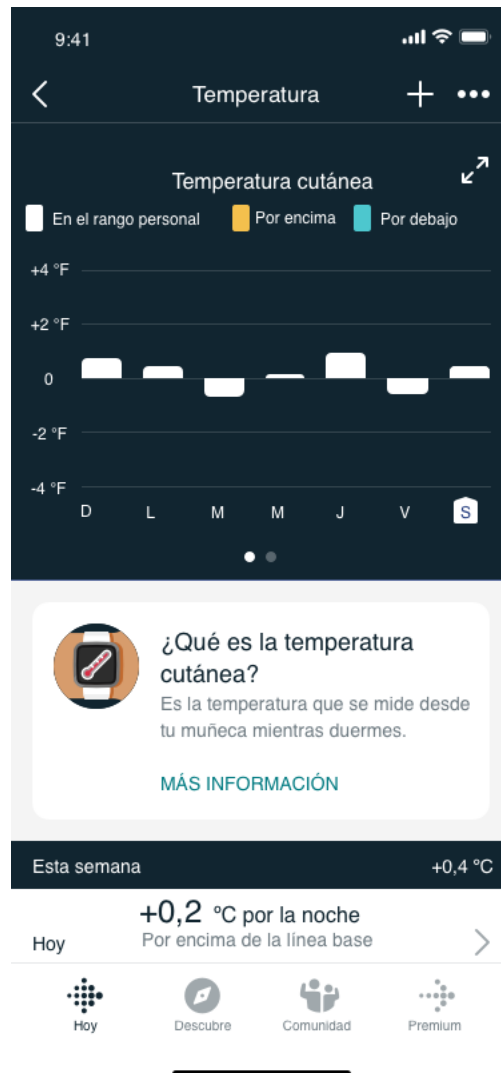 9:41
Temperatura
Temperatura cutánea
En el rango personal Por encima Por debajo
+4 °F
+2 °F
0
-2 °F
-4 °F
D L M M J V S
¿Qué es la temperatura
cutánea?
Es la temperatura que se mide desde
tu muñeca mientras duermes.
MÁS INFORMACIÓN
Esta semana +0,4 °C
+0,2 °C por la noche
Hoy Por encima de la línea base
Hoy Descubre Comunidad Premium